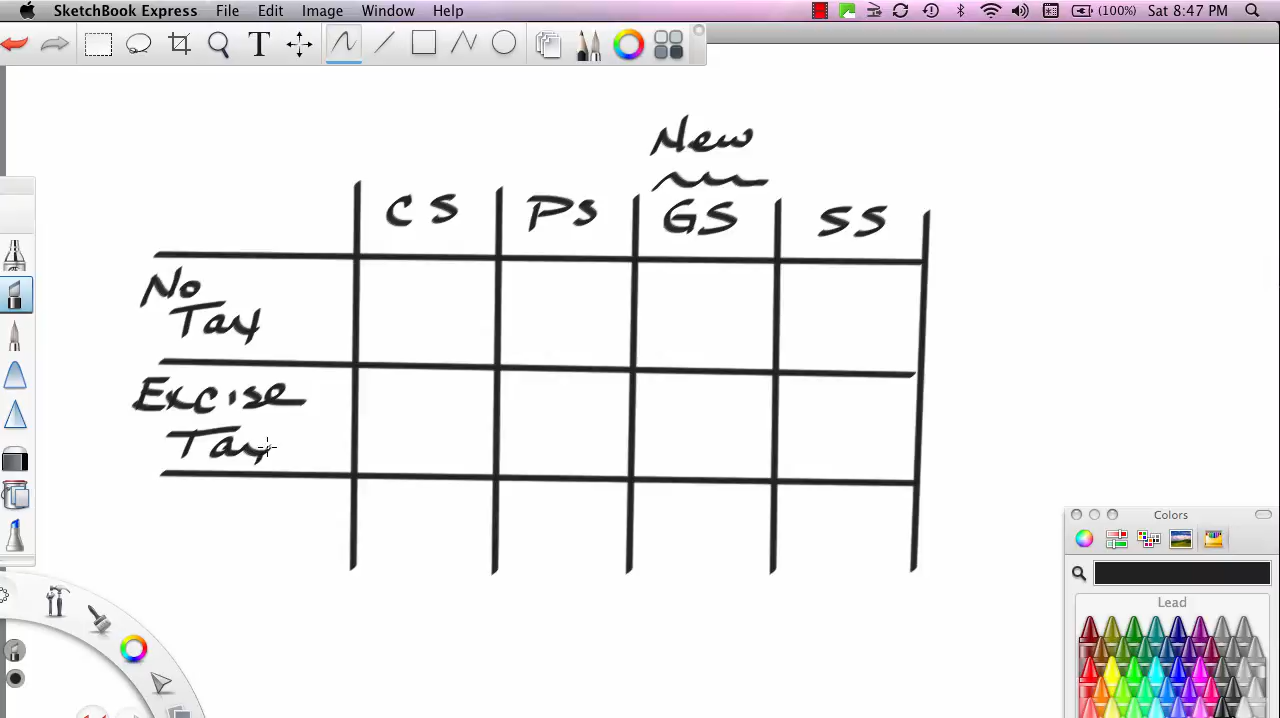 SketchBook Express File Edit Image Window Help (100%) Sat 8:47 PM
T
New
CS PS GS SS
No
Tax
Excise
Tax
Colors
Lead